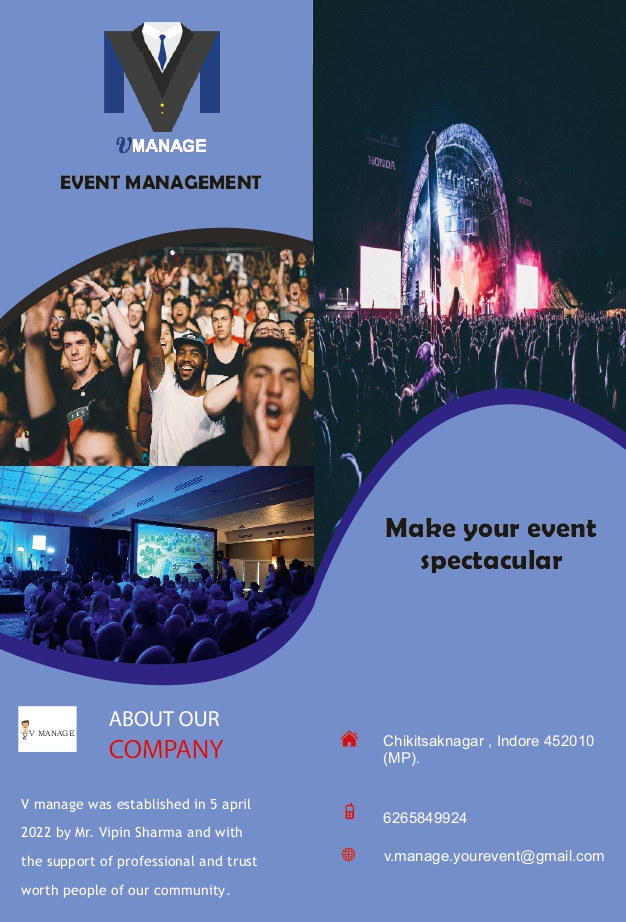 VMANAGE
EVENT MANAGEMENT
HONDA
HONDA
Make your event
spectacular
V MANAGE
ABOUT OUR
COMPANY
V manage was established in 5 april
2022 by Mr. Vipin Sharma and with
the support of professional and trust
worth people of our community.
Chikitsaknagar , Indore 452010
(MP).
6265849924
v.manage.yourevent@gmail.com